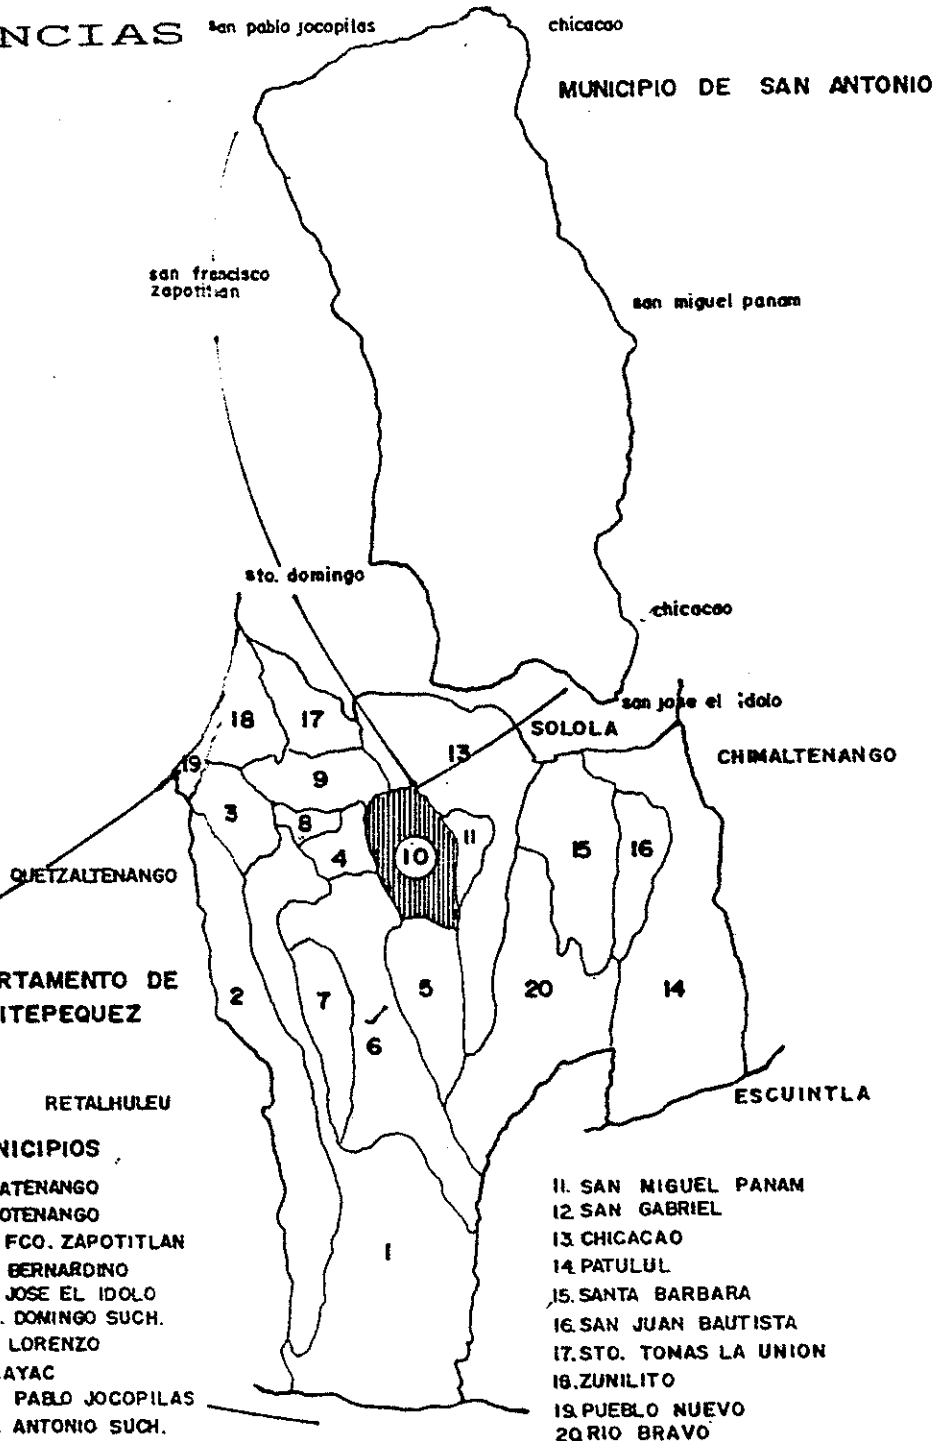 NCIAS
san pablo jocopilas
chicacao
MUNICIPIO DE SAN ANTONIO
san francisco
zapotitlan
san miguel panam
sto. domingo
chicacao
san jose el idolo
SOLOLA
CHIMALTENANGO
18
17
13
19
9
3
8
11
15
16
4
10
QUETZALTENANGO
RTAMENTO DE
ITEPEQUEZ
2
7
5
20
14
6
RETALHULEU
ESCUINTLA
NICIPIOS
1
ATENANGO
OTENANGO
FCO. ZAPOTITLAN
BERNARDINO
JOSE EL IDOLO
. DOMINGO SUCH.
LORENZO
AYAC
PABLO JOCOPILAS
. ANTONIO SUCH.
11. SAN MIGUEL PANAM
12 SAN GABRIEL
13. CHICACAO
14 PATULUL
15. SANTA BARBARA
16. SAN JUAN BAUTISTA
17. STO. TOMAS LA UNION
18. ZUNILITO
19. PUEBLO NUEVO
20 RIO BRAVO